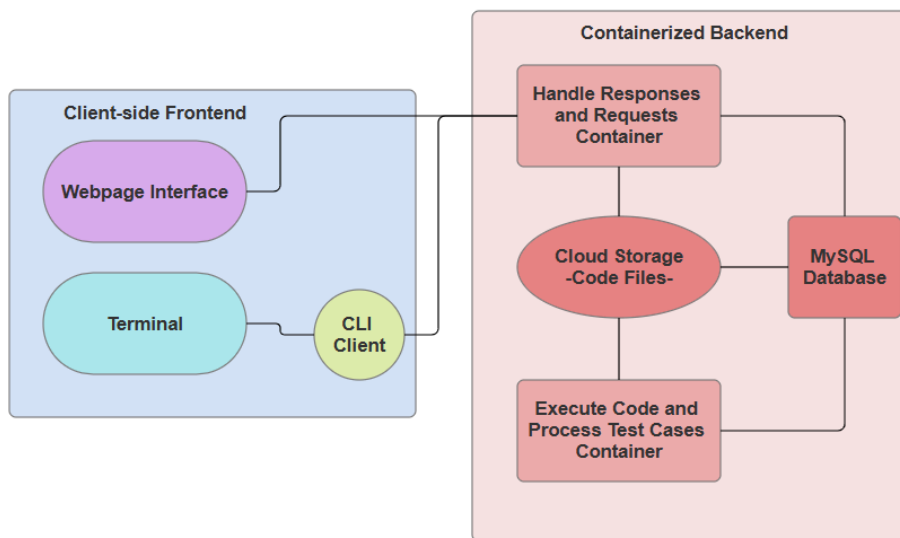 Containerized Backend
Client-side Frontend
Handle Responses
and Requests
Container
Webpage Interface
Cloud Storage
-Code Files-
MySQL
Database
Terminal
CLI
Client
Execute Code and
Process Test Cases
Container